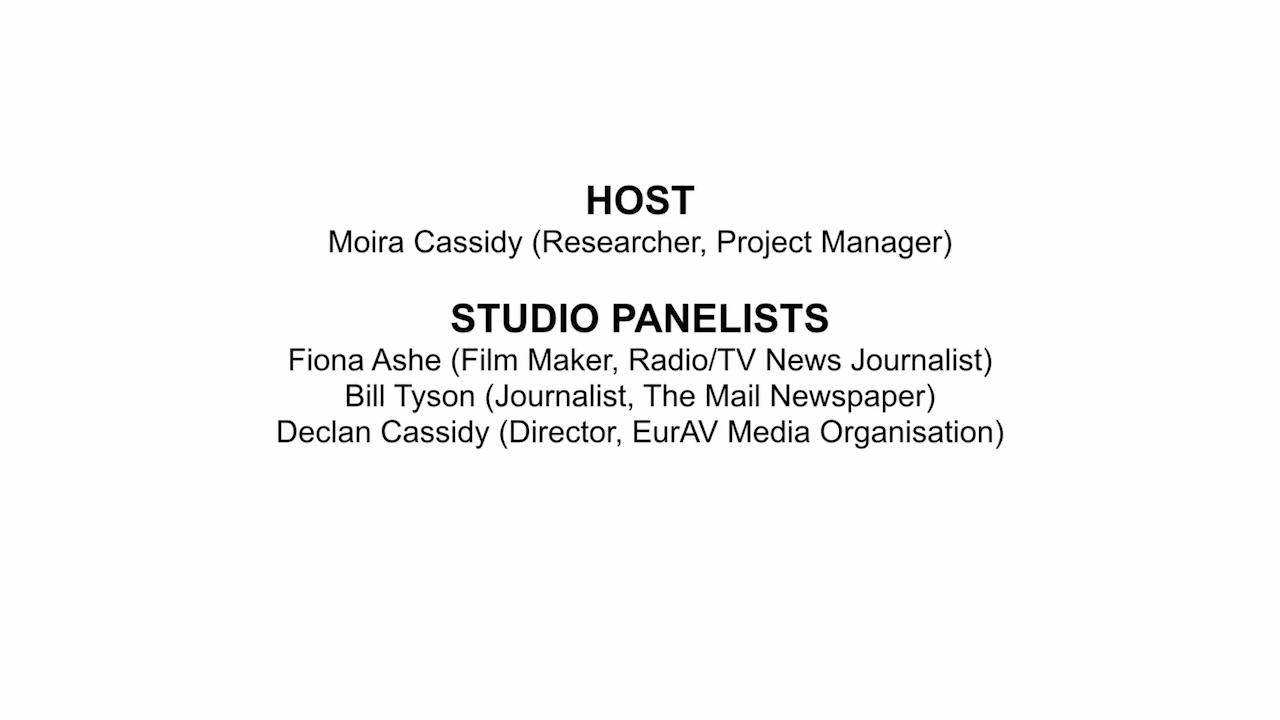 HOST
Moira Cassidy (Researcher, Project Manager)
STUDIO PANELISTS
Fiona Ashe (Film Maker, Radio/TV News Journalist)
Bill Tyson (Journalist, The Mail Newspaper)
Declan Cassidy (Director, EurAV Media Organisation)